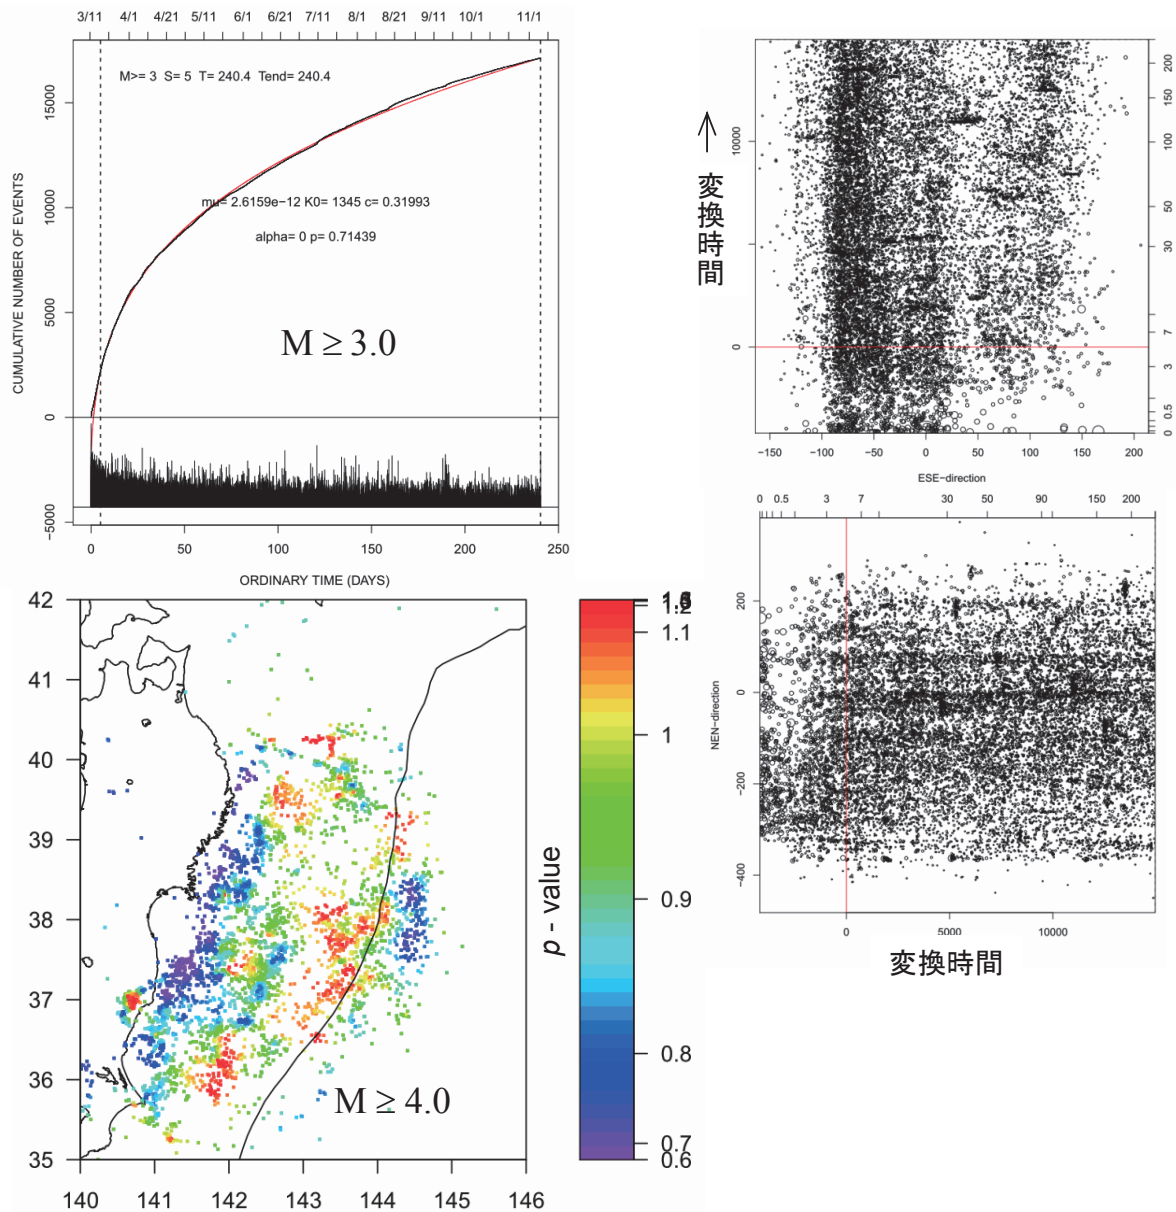 3/11 4/1 4/21 5/11 6/1 6/21 7/11 8/1 8/21 9/11 10/1 11/1
M>= 3 S= 5 T= 240.4 Tend= 240.4
mu= 2.6159e−12 K0= 1345 c= 0.31993
alpha= 0 p= 0.71439
M ≥ 3.0
CUMULATIVE NUMBER OF EVENTS
15000
10000
5000
0
−5000
0 50 100 150 200 250
ORDINARY TIME (DAYS)
変換時間
10000
0
200
150
100
50
30
7
3
0.5
0
−150 −100 −50 0 50 100 150 200
ESE−direction
0 0.5 3 7 30 50 90 150 200
NEN−direction
200
0
−200
−400
0 5000 10000
変換時間
42
41
40
39
38
37
36
35
140 141 142 143 144 145 146
M ≥ 4.0
p - value
1.1
1
0.9
0.8
0.7
0.6